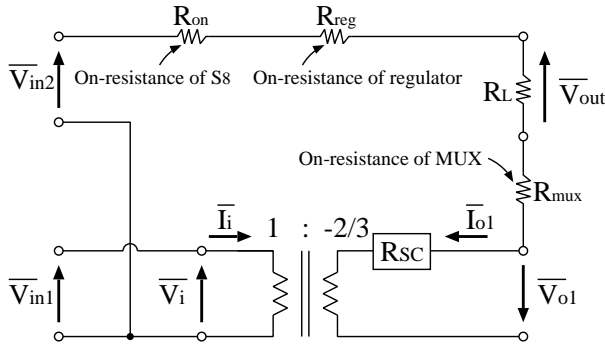 Ron
Rreg
On-resistance of S8
On-resistance of regulator
Vin2
RL
Vout
On-resistance of MUX
Rmux
Ii
1 : -2/3
Io1
RSC
Vin1
Vi
Vo1